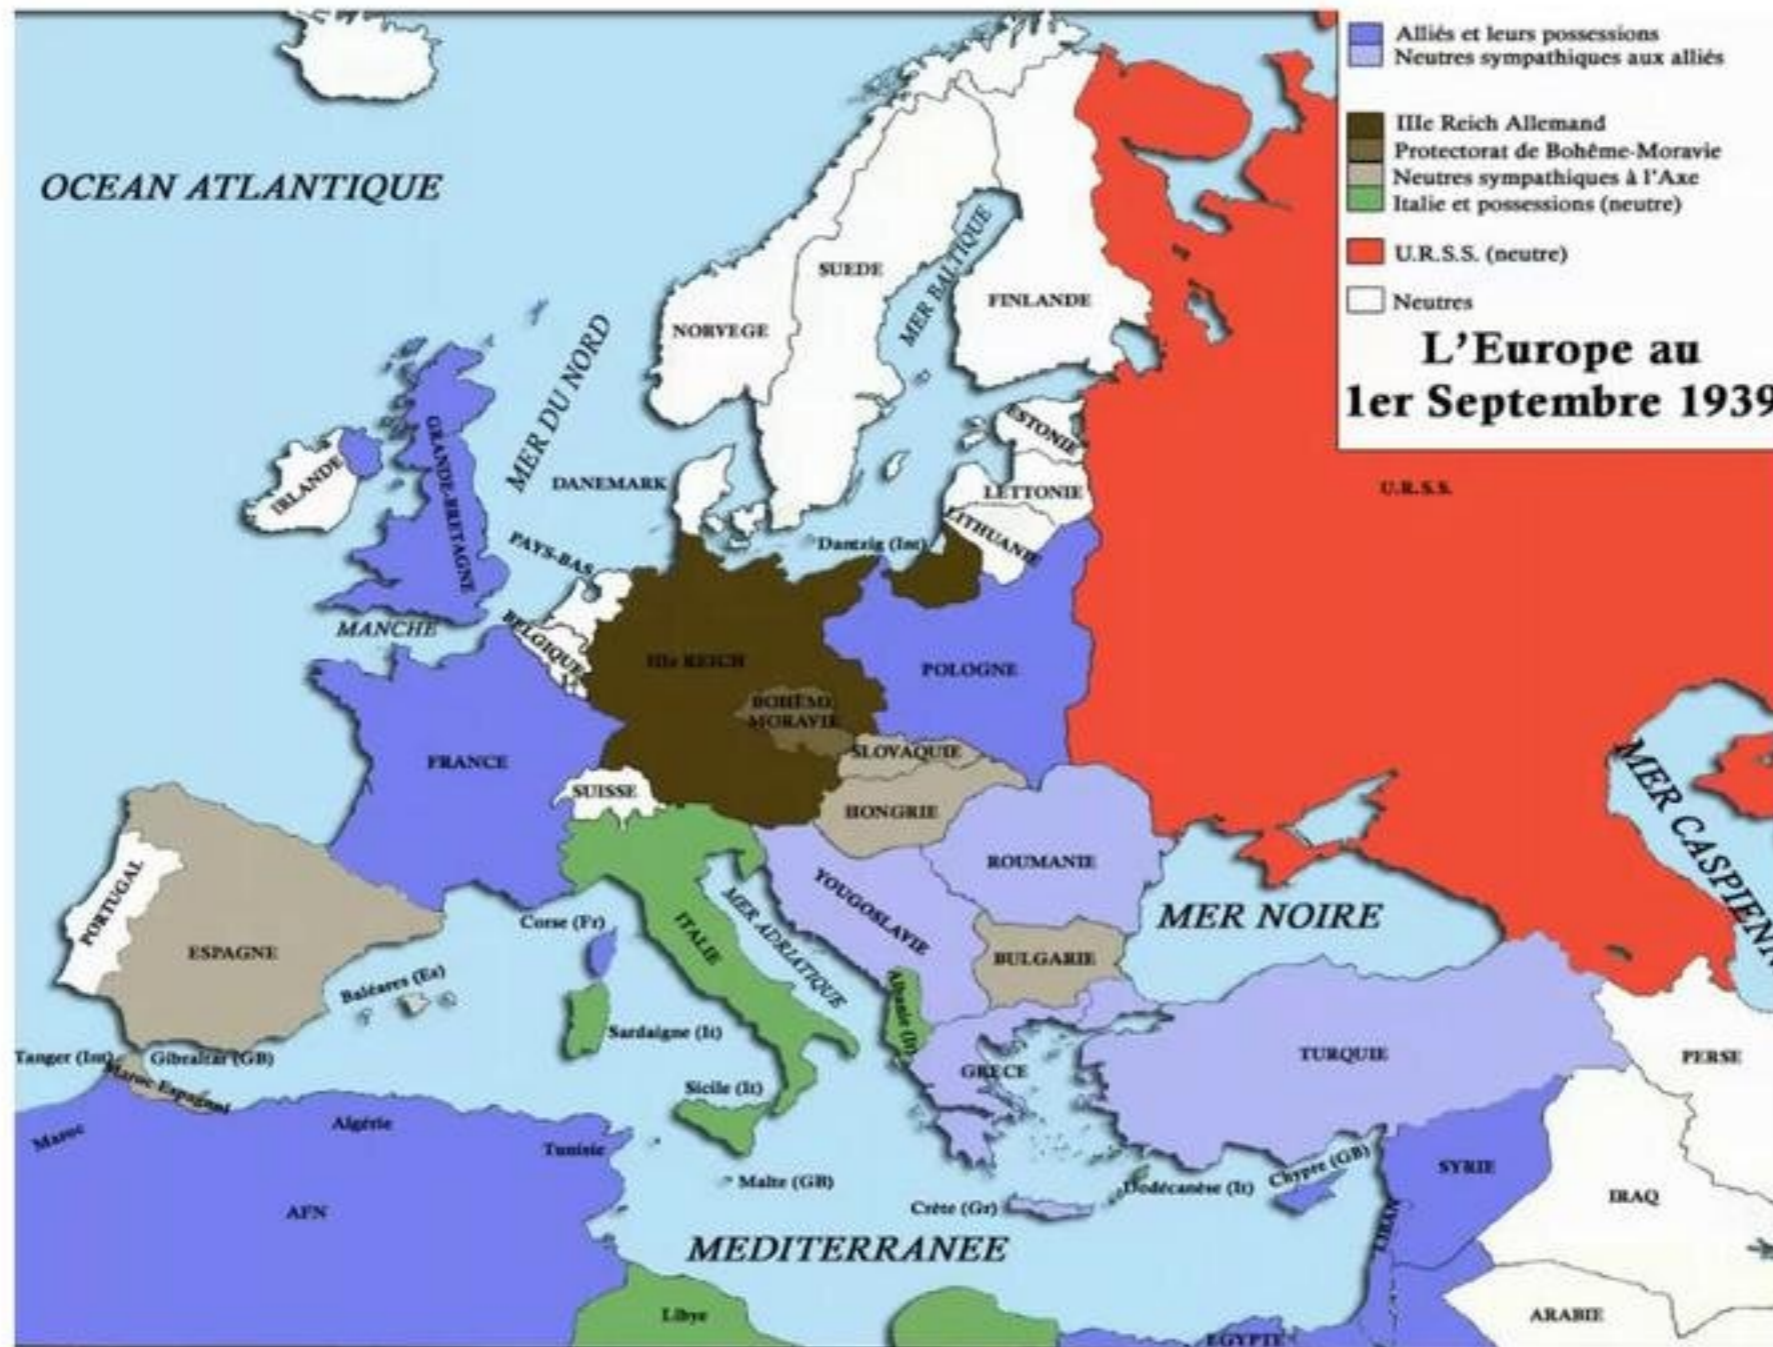 Alliés et leurs possessions
Neutres sympathiques aux alliés
IIIe Reich Allemand
Protectorat de Bohême-Moravie
Neutres sympathiques à l'Axe
Italie et possessions (neutre)
U.R.S.S. (neutre)
Neutres
L'Europe au
1er Septembre 1939
OCEAN ATLANTIQUE
SUEDE
MER BALTIQUE
FINLANDE
NORVEGE
MER DU NORD
ESTONIE
IRLANDE
GRANDE-BRETAGNE
DANEMARK
LETTONIE
U.R.S.S.
LITHUANIE
PAYS-BAS
Dantzig (Int)
MANCHE
BELGIQUE
IIIe REICH
POLOGNE
BOHÈME
MORAVIE
SLOVAQUIE
FRANCE
SUISSE
HONGRIE
MER CASPIENN
ROUMANIE
PORTUGAL
YOUGOSLAVIE
MER NOIRE
Corse (Fr)
MER ADRIATIQUE
ITALIE
ESPAGNE
BULGARIE
Baléares (Es)
Albanie (It)
Sardaigne (It)
Tanger (Int)
Gibraltar (GB)
TURQUIE
PERSE
Maroc Espagnol
GRECE
Sicile (It)
Maroc
Algérie
Tunisie
SYRIE
Malte (GB)
Dodécanèse (It)
Chypre (GB)
IRAQ
Crète (Gr)
AFN
LIBAN
MEDITERRANEE
Libye
ARABIE
EGYPTE